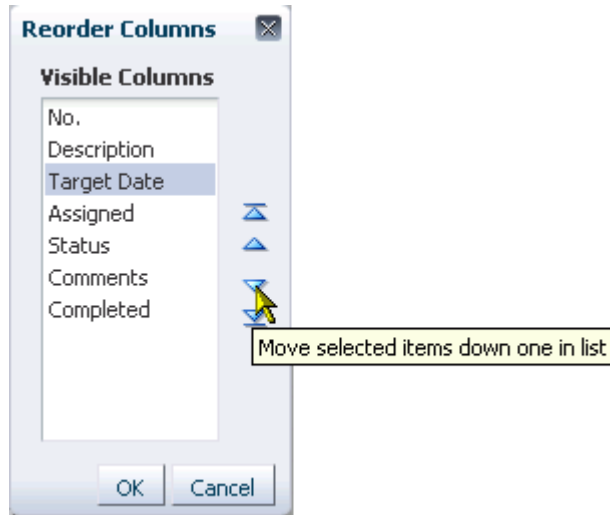 Reorder Columns
Visible Columns
No.
Description
Target Date
Assigned
Status
Comments
Completed
Move selected items down one in list
OK
Cancel